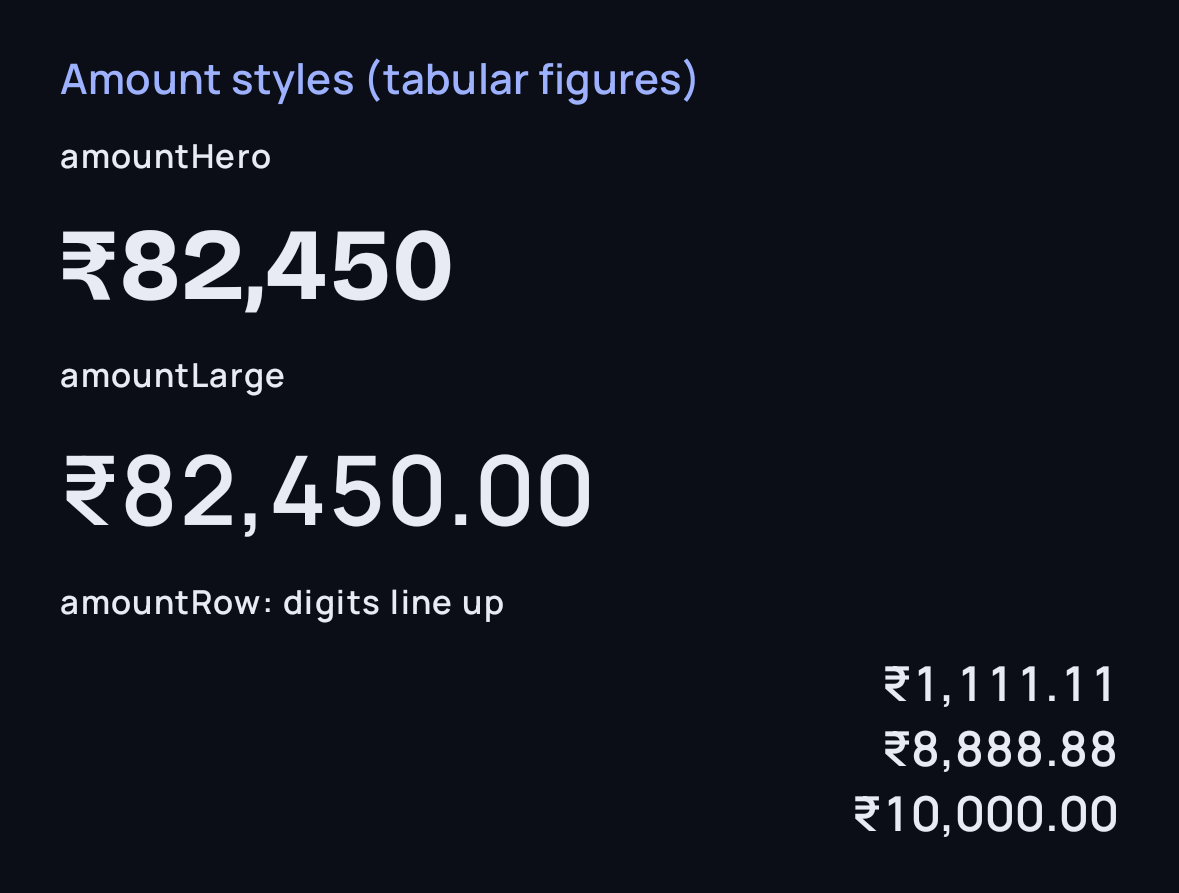 Amount styles (tabular figures)
amountHero
₹82,450
amountLarge
₹82,450.00
amountRow: digits line up
₹1,111.11
₹8,888.88
₹10,000.00